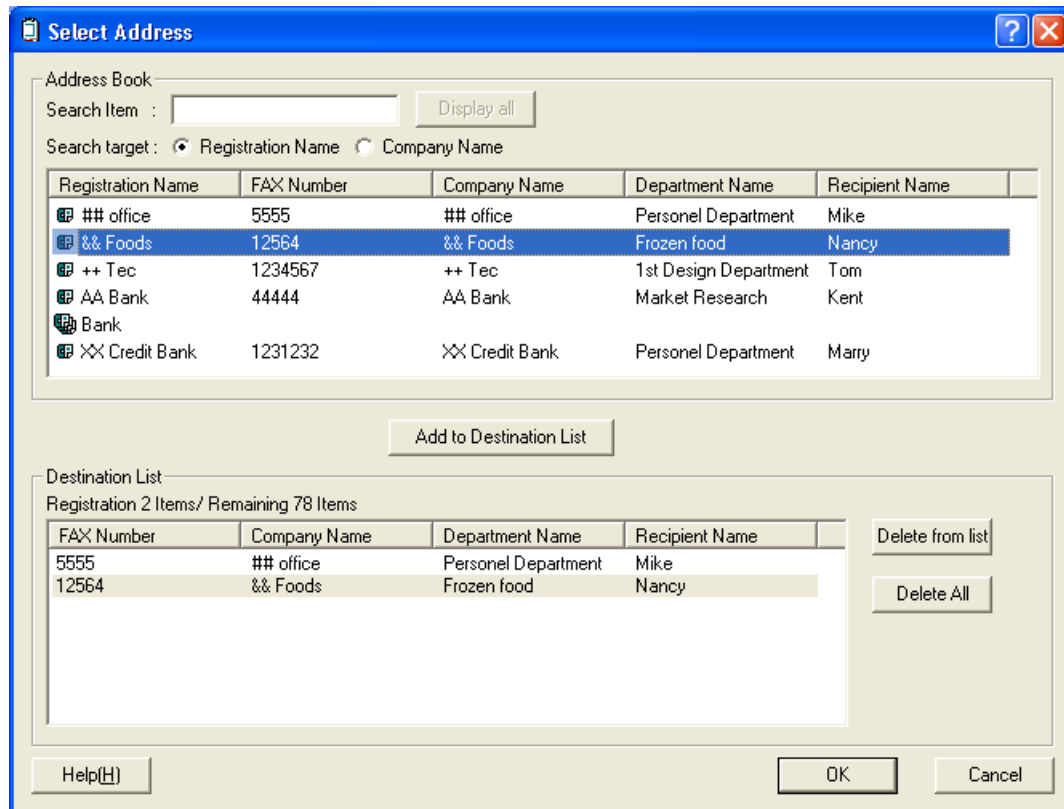 Select Address
Address Book
Search Item : Display all
Search target : Registration Name Company Name
Registration Name FAX Number Company Name Department Name Recipient Name
## office 5555 ## office Personel Department Mike
&& Foods 12564 && Foods Frozen food Nancy
++ Tec 1234567 ++ Tec 1st Design Department Tom
AA Bank 44444 AA Bank Market Research Kent
Bank
XX Credit Bank 1231232 XX Credit Bank Personel Department Marry
Add to Destination List
Destination List
Registration 2 Items/ Remaining 78 Items
FAX Number Company Name Department Name Recipient Name Delete from list
5555 ## office Personel Department Mike
12564 && Foods Frozen food Nancy
Delete All
Help(H) OK Cancel